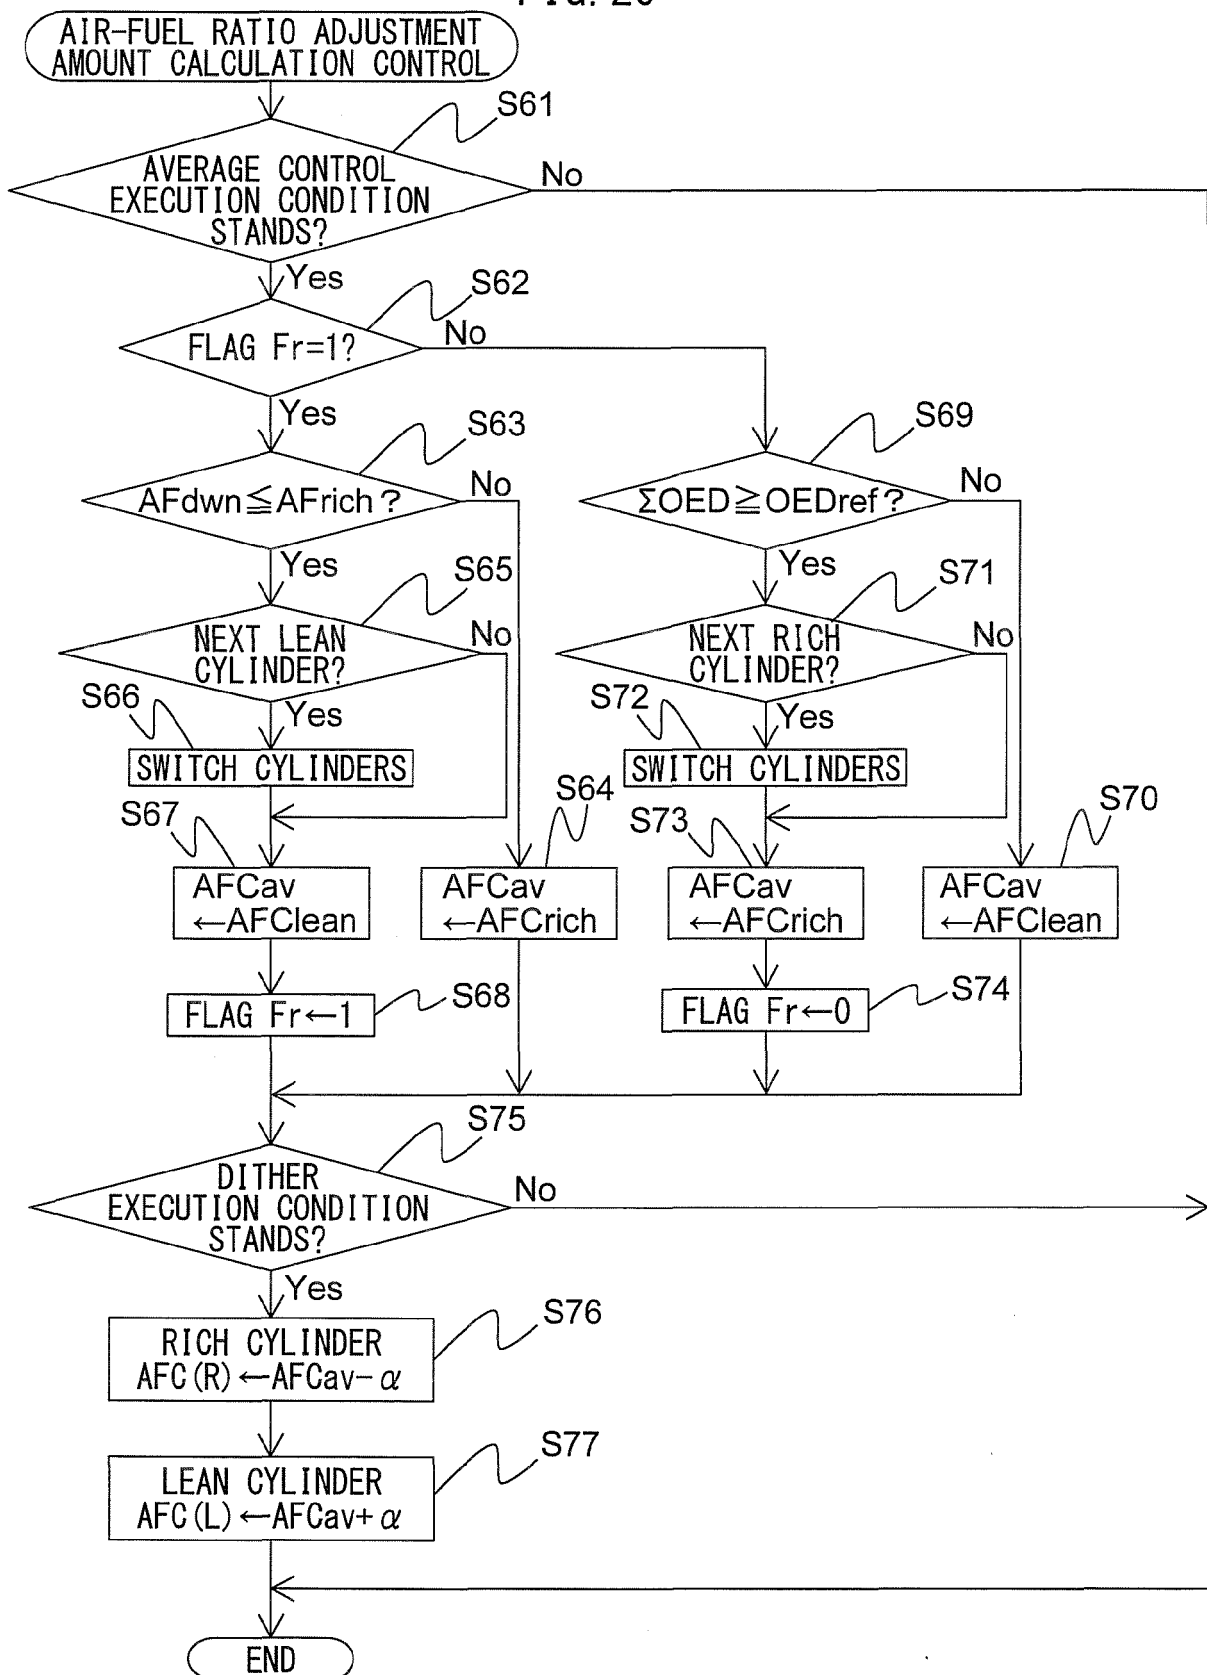 AIR-FUEL RATIO ADJUSTMENT
AMOUNT CALCULATION CONTROL
S61
AVERAGE CONTROL
EXECUTION CONDITION
STANDS?
No
Yes
S62
FLAG Fr=1?
No
Yes
S63
AFdwn≦AFrich?
No
Yes
S69
ΣOED≧OEDref?
No
Yes
S65
NEXT LEAN
CYLINDER?
No
Yes
S71
NEXT RICH
CYLINDER?
No
Yes
S66
SWITCH CYLINDERS
S72
SWITCH CYLINDERS
S67
AFCav
←AFClean
S64
AFCav
←AFCrich
S73
AFCav
←AFCrich
S70
AFCav
←AFClean
FLAG Fr←1
S68
FLAG Fr←0
S74
S75
DITHER
EXECUTION CONDITION
STANDS?
No
Yes
S76
RICH CYLINDER
AFC(R)←AFCav-α
S77
LEAN CYLINDER
AFC(L)←AFCav+α
END